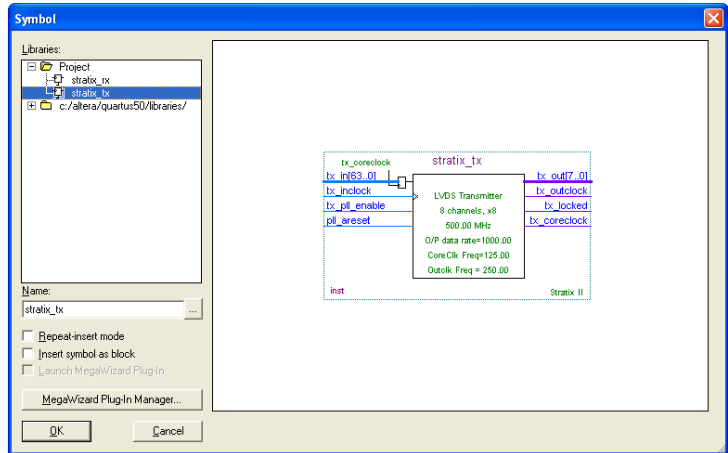 Symbol
Libraries:
Project
stratix_rx
stratix_tx
c:/altera/quartus50/libraries/
Name:
stratix_tx
...
Repeat-insert mode
Insert symbol as block
Launch MegaWizard Plug-In
MegaWizard Plug-In Manager...
OK
Cancel
tx_coreclock
stratix_tx
tx_in[63..0]
tx_out[7..0]
tx_inclock
LVDS Transmitter
tx_outclock
tx_pll_enable
8 channels, x8
tx_locked
pll_areset
500.00 MHz
tx_coreclock
O/P data rate=1000.00
CoreClk Freq=125.00
Outclk Freq = 250.00
inst
Stratix II